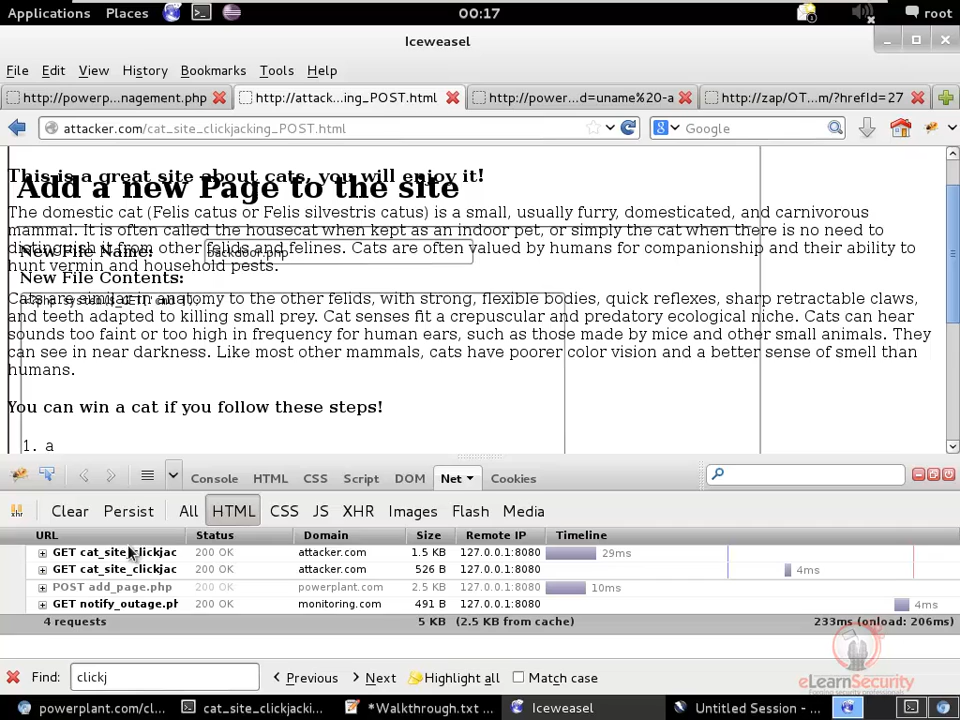 Applications Places 00:17 root
Iceweasel
File Edit View History Bookmarks Tools Help
http://powerp...nagement.php http://attack...ing_POST.html http://power...d=uname%20-a http://zap/OT...m/?hrefId=27
attacker.com/cat_site_clickjacking_POST.html Google
This is a great site about cats, you will enjoy it!
Add a new Page to the site
The domestic cat (Felis catus or Felis silvestris catus) is a small, usually furry, domesticated, and carnivorous
mammal. It is often called the housecat when kept as an indoor pet, or simply the cat when there is no need to
distinguish it from other felids and felines. Cats are often valued by humans for companionship and their ability to
New File Name: backdoor.php
hunt vermin and household pests.
New File Contents:
Cats are similar in anatomy to the other felids, with strong, flexible bodies, quick reflexes, sharp retractable claws,
and teeth adapted to killing small prey. Cat senses fit a crepuscular and predatory ecological niche. Cats can hear
sounds too faint or too high in frequency for human ears, such as those made by mice and other small animals. They
can see in near darkness. Like most other mammals, cats have poorer color vision and a better sense of smell than
humans.
You can win a cat if you follow these steps!
1. a
Console HTML CSS Script DOM Net Cookies
Clear Persist All HTML CSS JS XHR Images Flash Media
URL Status Domain Size Remote IP Timeline
GET cat_site_clickjac 200 OK attacker.com 1.5 KB 127.0.0.1:8080 29ms
GET cat_site_clickjac 200 OK attacker.com 526 B 127.0.0.1:8080 4ms
POST add_page.php 200 OK powerplant.com 2.5 KB 127.0.0.1:8080 10ms
GET notify_outage.ph 200 OK monitoring.com 491 B 127.0.0.1:8080 4ms
4 requests 5 KB (2.5 KB from cache) 233ms (onload: 206ms)
Find: clickj Previous Next Highlight all Match case
eLearnSecurity
powerplant.com/cl... cat_site_clickjacki... *Walkthrough.txt ... Iceweasel Untitled Session - ...